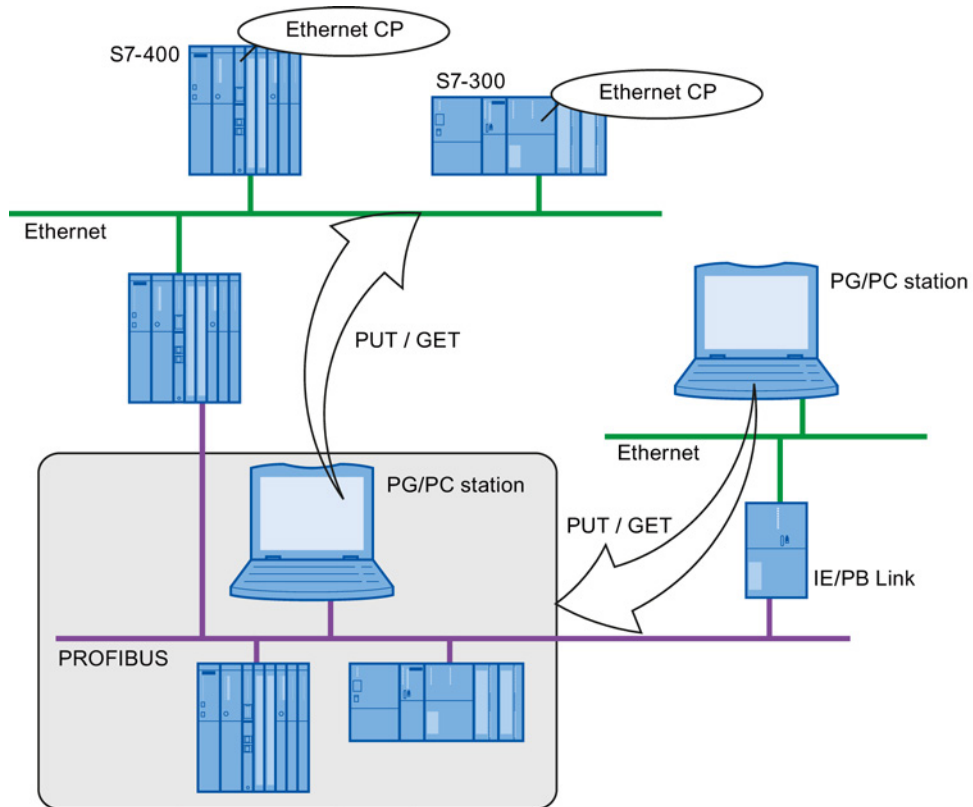 Ethernet CP
S7-400
S7-300
Ethernet CP
Ethernet
PG/PC station
PUT / GET
Ethernet
PG/PC station
PUT / GET
IE/PB Link
PROFIBUS